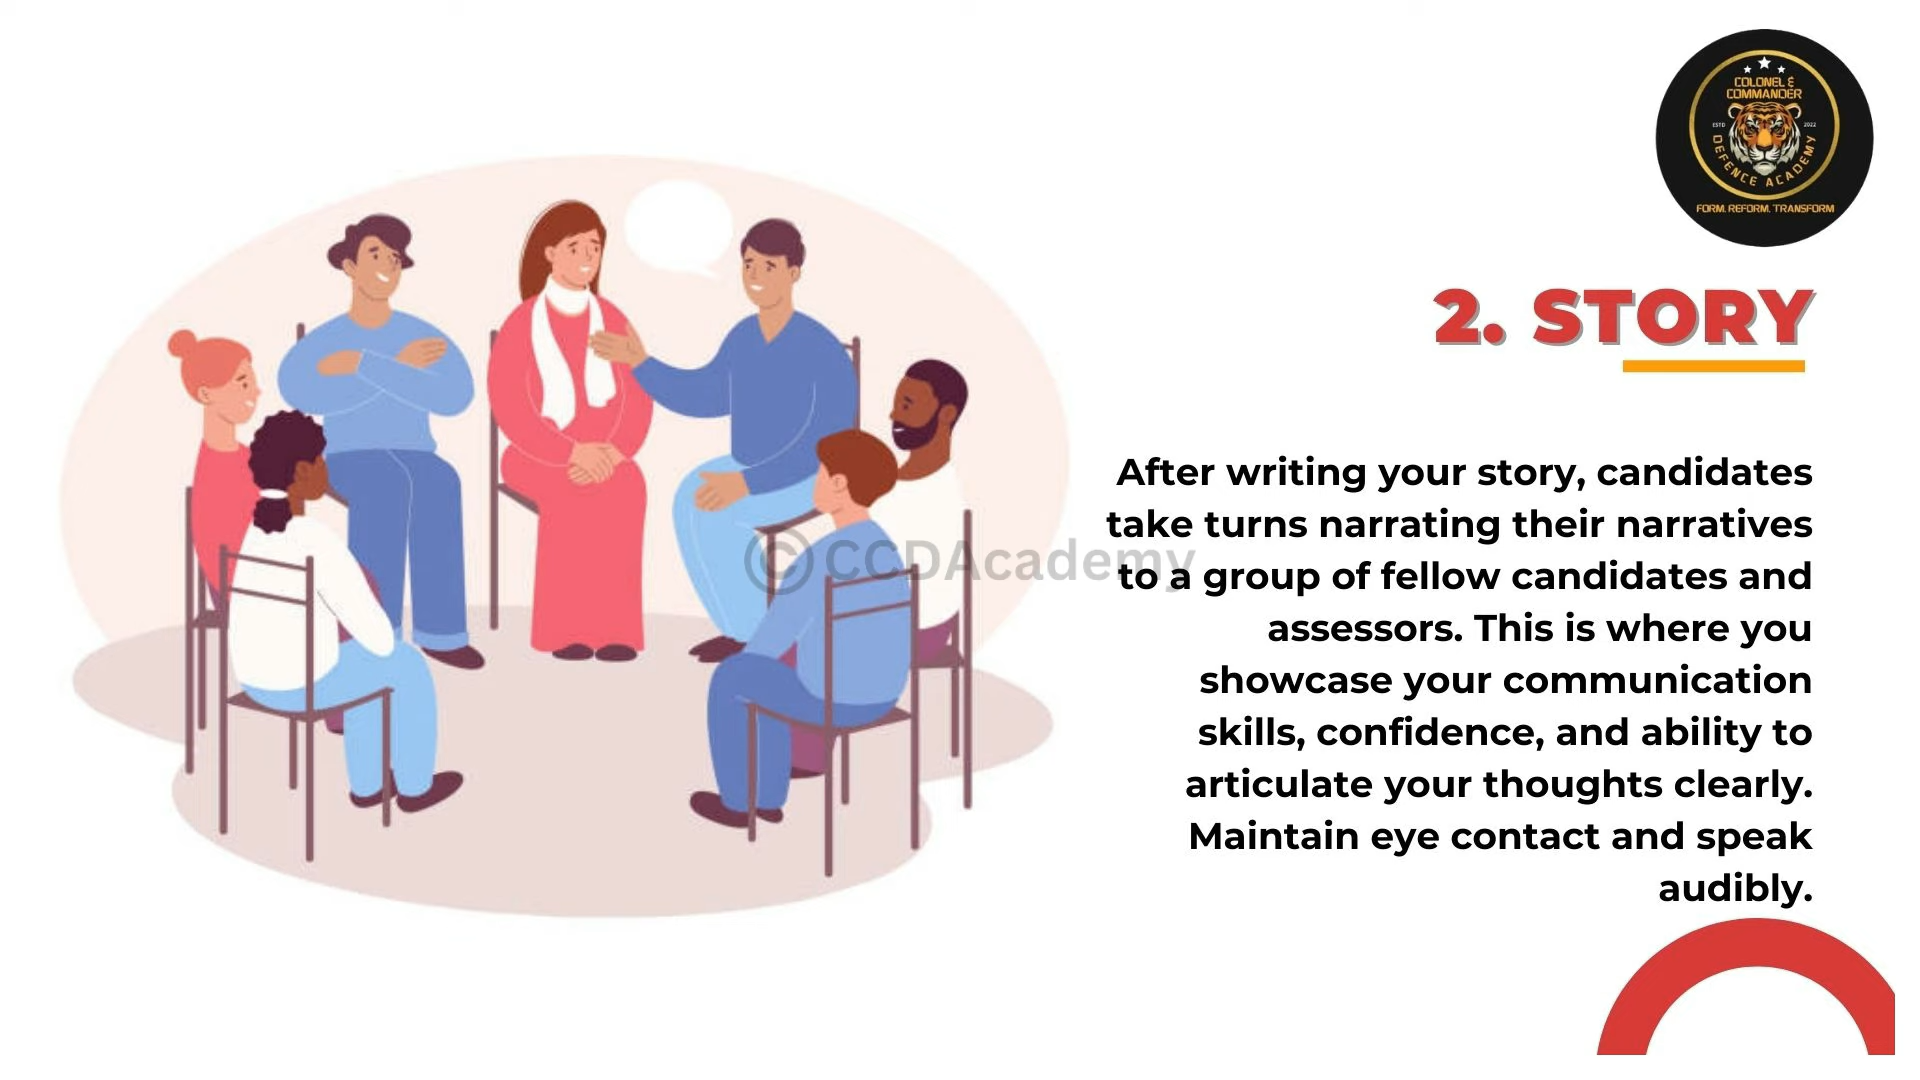 COLONEL &
COMMANDER
ESTD
2022
DEFENCE ACADEMY
FORM. REFORM. TRANSFORM
2. STORY
After writing your story, candidates
take turns narrating their narratives
to a group of fellow candidates and
assessors. This is where you
showcase your communication
skills, confidence, and ability to
articulate your thoughts clearly.
Maintain eye contact and speak
audibly.
© CCDAcademy